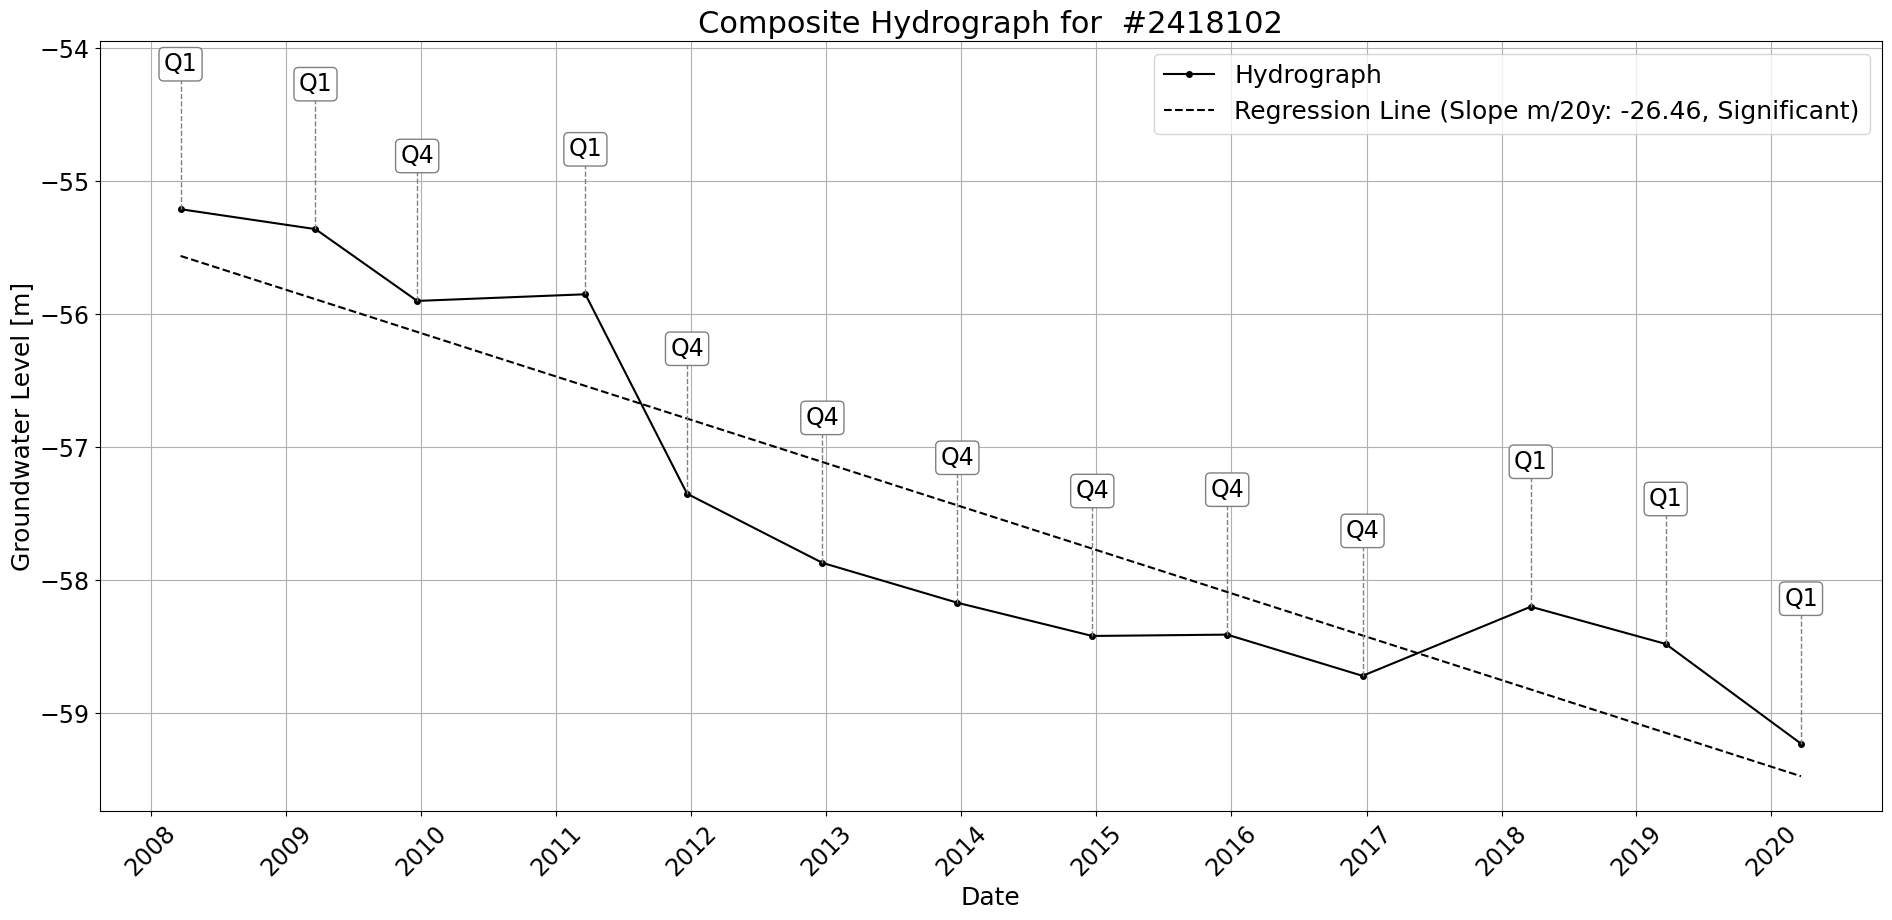 Composite Hydrograph for  #2418102
Hydrograph
Regression Line (Slope m/20y: -26.46, Significant)
Groundwater Level [m]
−54
−55
−56
−57
−58
−59
Q1
Q1
Q4
Q1
Q4
Q4
Q4
Q4
Q4
Q4
Q1
Q1
Q1
2008
2009
2010
2011
2012
2013
2014
2015
2016
2017
2018
2019
2020
Date